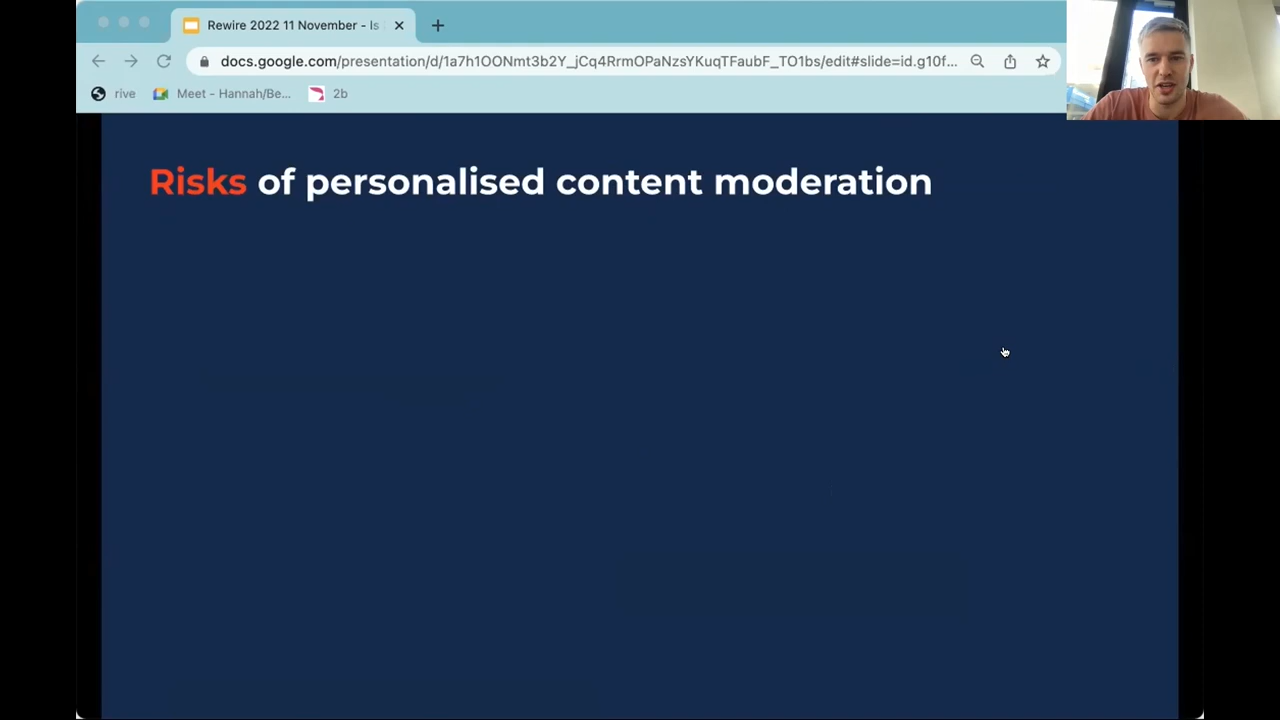 Rewire 2022 11 November - Is
docs.google.com/presentation/d/1a7h1OONmt3b2Y_jCq4RrmOPaNzsYKuqTFaubF_TO1bs/edit#slide=id.g10f...
rive
Meet - Hannah/Be...
2b
Risks of personalised content moderation